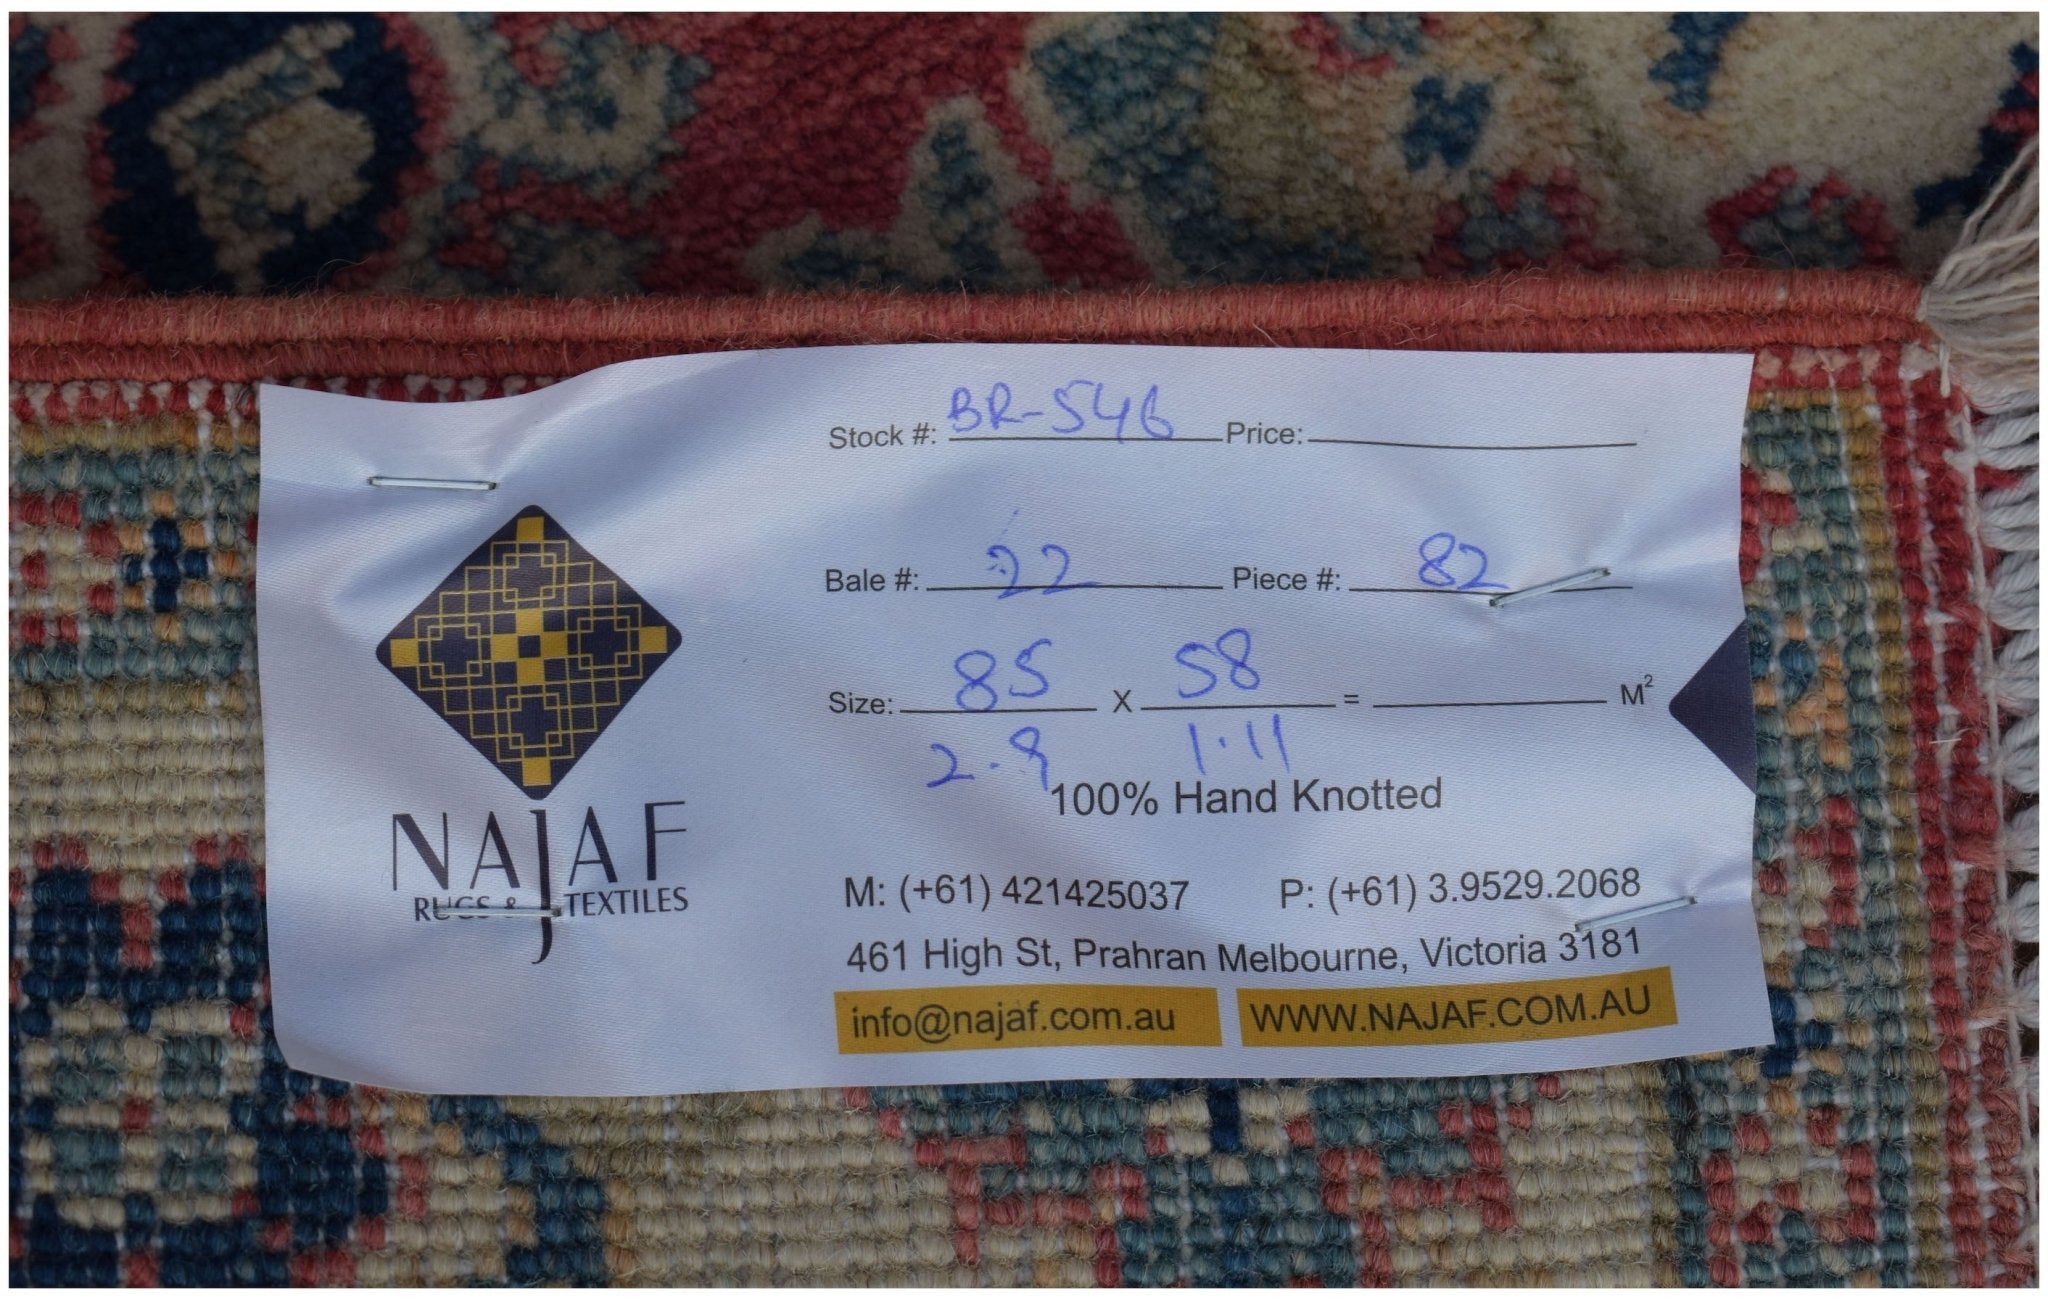 Stock #: BR-546 Price:
Bale #: 22 Piece #: 82
Size: 85 X 58 = M²
2.9 1.11
100% Hand Knotted
NAJAF
RUGS & TEXTILES
M: (+61) 421425037 P: (+61) 3.9529.2068
461 High St, Prahran Melbourne, Victoria 3181
info@najaf.com.au WWW.NAJAF.COM.AU